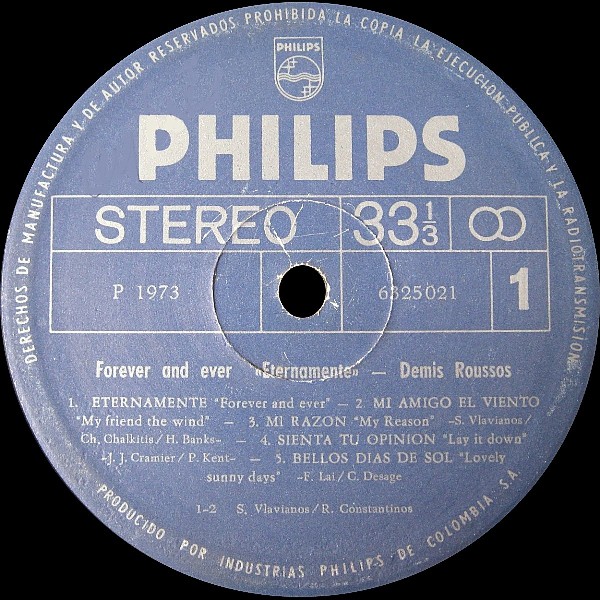 DERECHOS DE MANUFACTURA Y DE AUTOR RESERVADOS PROHIBIDA LA COPIA LA EJECUCION PUBLICA Y LA RADIOTRANSMISION
PHILIPS
PHILIPS
STEREO 33 1/3
P 1973 6325021 1
Forever and ever «Eternamente» — Demis Roussos
1. ETERNAMENTE "Forever and ever" — 2. MI AMIGO EL VIENTO
"My friend the wind" — 3. MI RAZON "My Reason" -S. Vlavianos/
Ch, Chalkitis/H. Banks- — 4. SIENTA TU OPINION "Lay it down"
-J. J. Cramier/P. Kent- — 5. BELLOS DIAS DE SOL "Lovely
sunny days" -F. Lai/C. Desage
1-2 S. Vlavianos/R. Constantinos
PRODUCIDO POR INDUSTRIAS PHILIPS DE COLOMBIA S.A.